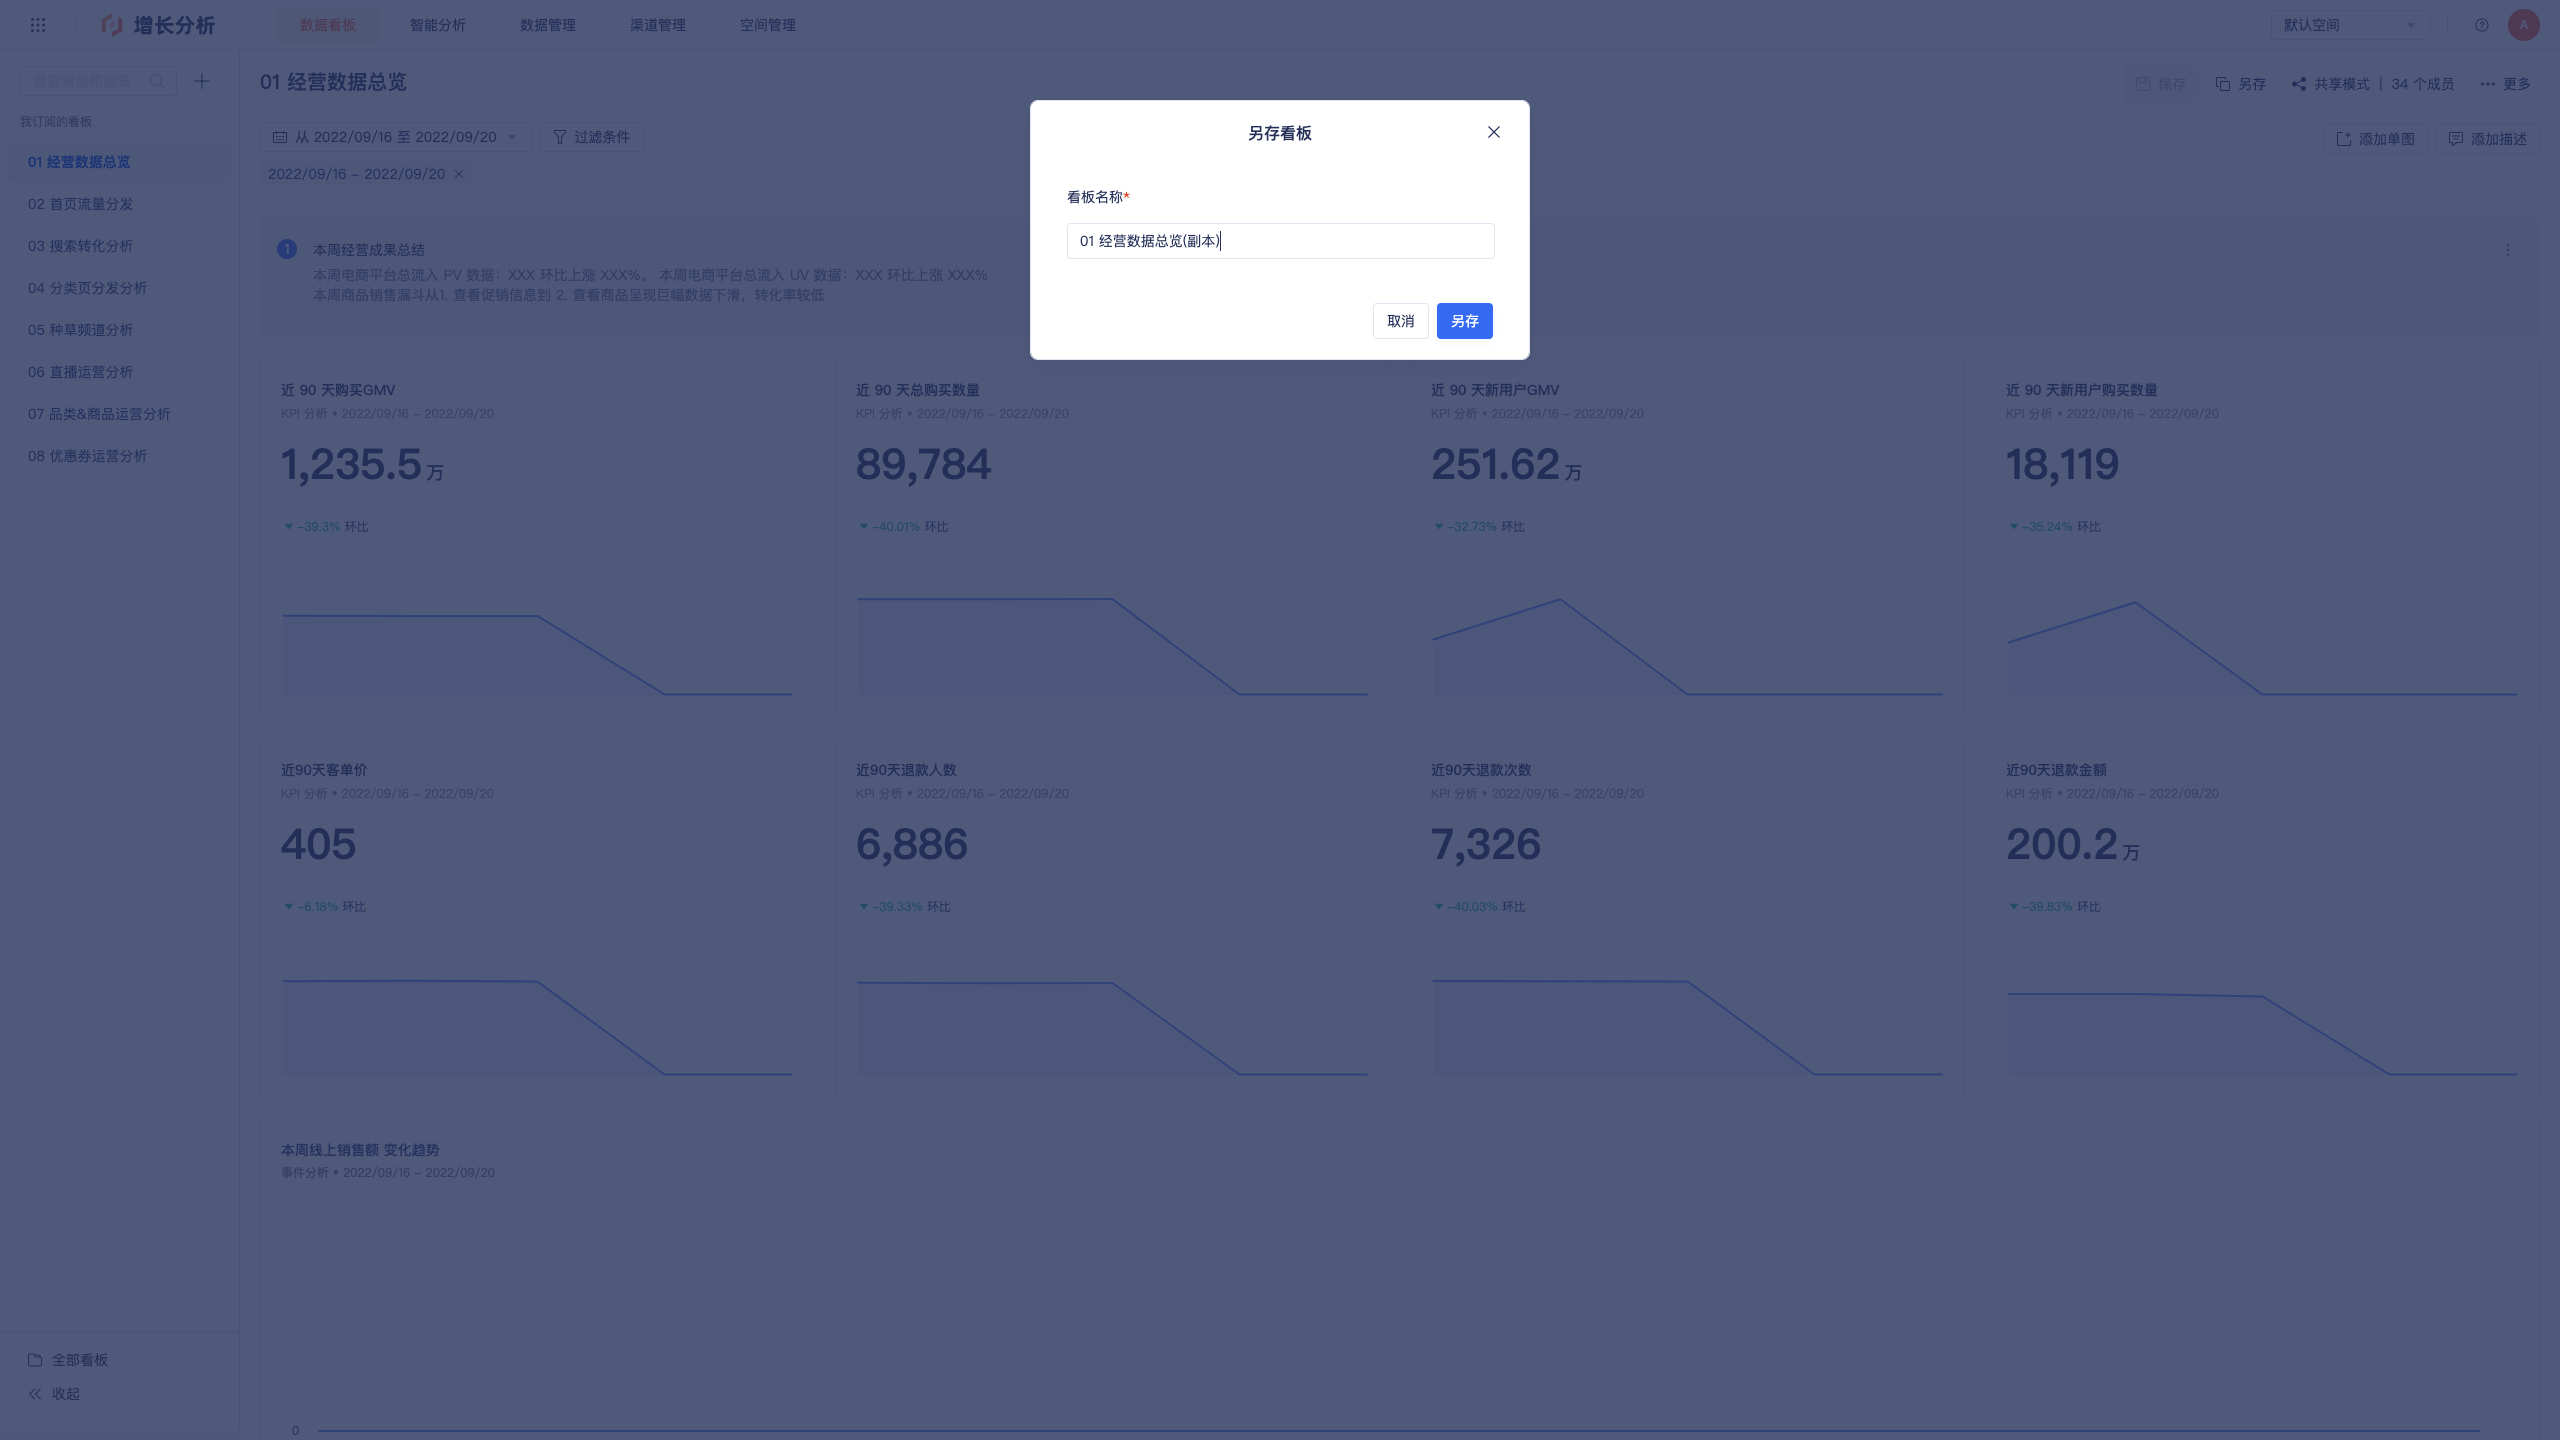 增长分析
数据看板
智能分析
数据管理
渠道管理
空间管理
默认空间
A
搜索看板和报表
我订阅的看板
01 经营数据总览
02 首页流量分发
03 搜索转化分析
04 分类页分发分析
05 种草频道分析
06 直播运营分析
07 品类&商品运营分析
08 优惠券运营分析
全部看板
收起
01 经营数据总览
保存
另存
共享模式 | 34 个成员
更多
从 2022/09/16 至 2022/09/20
过滤条件
添加单图
添加描述
2022/09/16 – 2022/09/20
另存看板
看板名称*
01 经营数据总览(副本)
取消
另存
1
本周经营成果总结
本周电商平台总流入 PV 数据：XXX 环比上涨 XXX%。 本周电商平台总流入 UV 数据：XXX 环比上涨 XXX%
本周商品销售漏斗从1. 查看促销信息到 2. 查看商品呈现巨幅数据下滑，转化率较低
近 90 天购买GMV
KPI 分析 • 2022/09/16 – 2022/09/20
1,235.5 万
–39.3% 环比
近 90 天总购买数量
KPI 分析 • 2022/09/16 – 2022/09/20
89,784
–40.01% 环比
近 90 天新用户GMV
KPI 分析 • 2022/09/16 – 2022/09/20
251.62 万
–32.73% 环比
近 90 天新用户购买数量
KPI 分析 • 2022/09/16 – 2022/09/20
18,119
–35.24% 环比
近90天客单价
KPI 分析 • 2022/09/16 – 2022/09/20
405
–6.18% 环比
近90天退款人数
KPI 分析 • 2022/09/16 – 2022/09/20
6,886
–39.33% 环比
近90天退款次数
KPI 分析 • 2022/09/16 – 2022/09/20
7,326
–40.03% 环比
近90天退款金额
KPI 分析 • 2022/09/16 – 2022/09/20
200.2 万
–39.83% 环比
本周线上销售额 变化趋势
事件分析 • 2022/09/16 – 2022/09/20
0